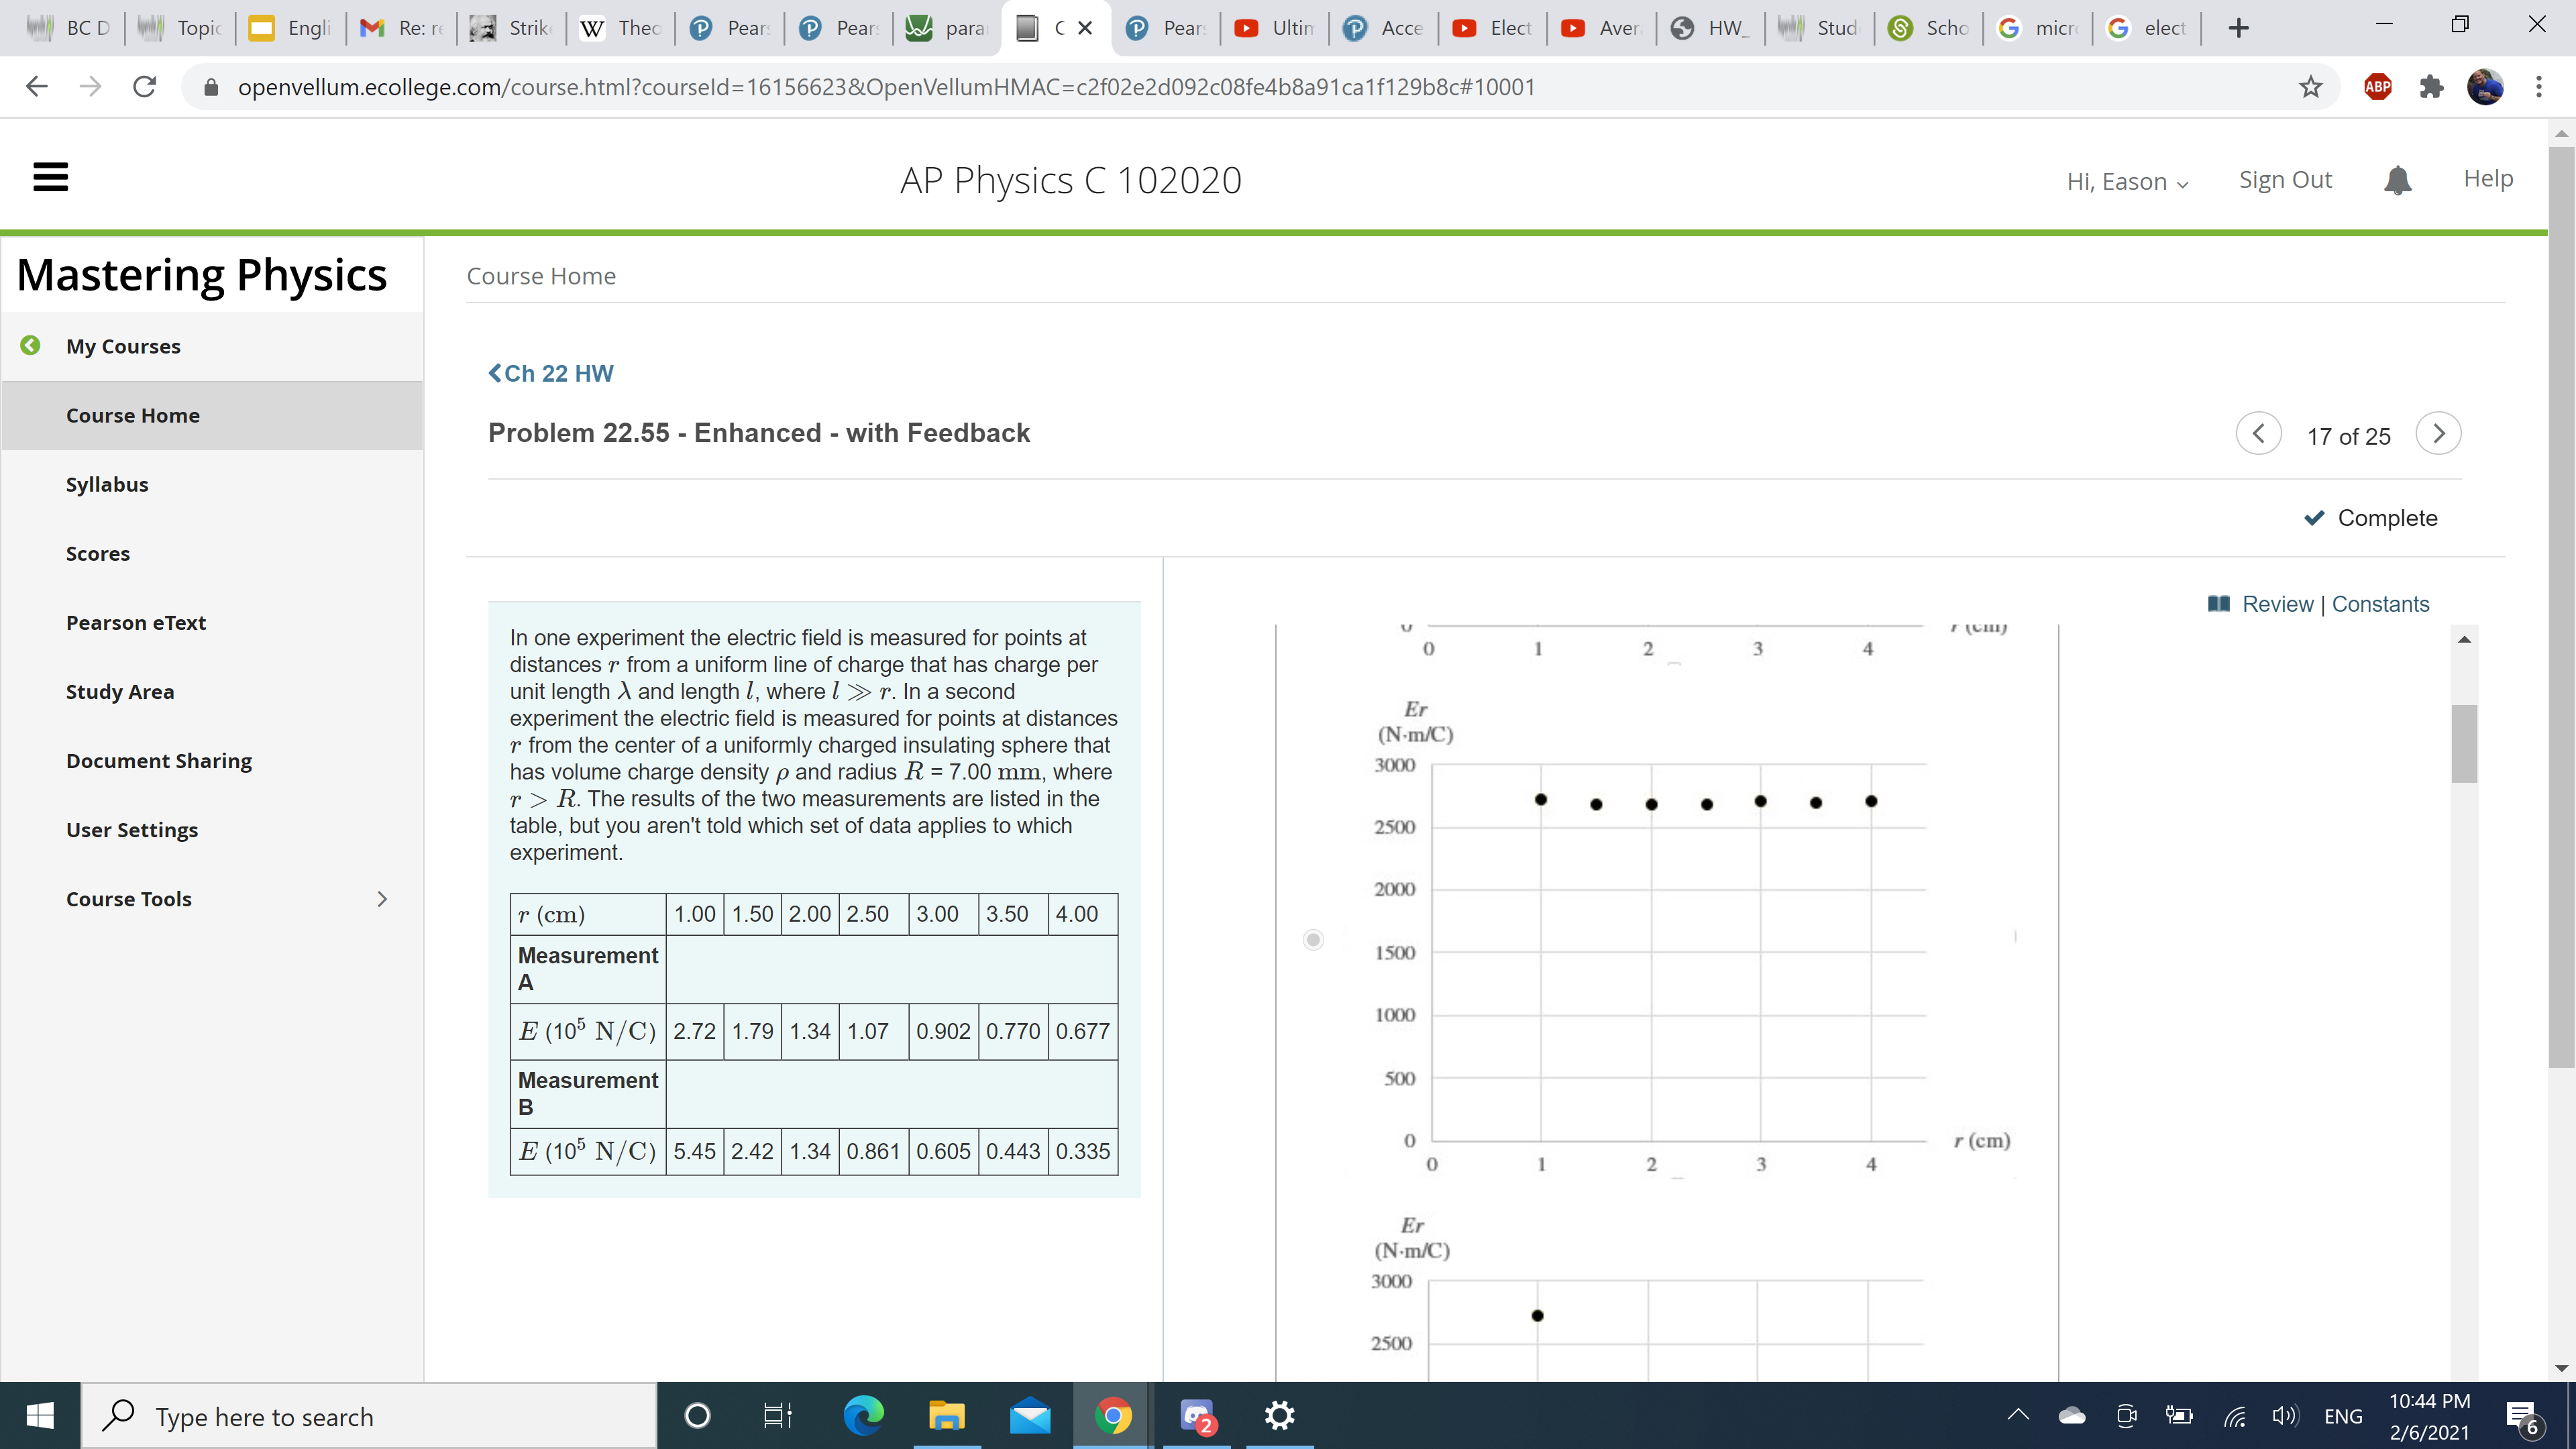 BC D
Topic
Engli
Re: re
Strik
Theo
Pears
Pears
para
C
Pears
Ultim
Acce
Elect
Aver
HW_
Stud
Scho
micr
elect
openvellum.ecollege.com/course.html?courseId=16156623&OpenVellumHMAC=c2f02e2d092c08fe4b8a91ca1f129b8c#10001
ABP
AP Physics C 102020
Hi, Eason
Sign Out
Help
Mastering Physics
My Courses
Course Home
Syllabus
Scores
Pearson eText
Study Area
Document Sharing
User Settings
Course Tools
Course Home
Ch 22 HW
Problem 22.55 - Enhanced - with Feedback
17 of 25
Complete
Review | Constants
In one experiment the electric field is measured for points at
distances r from a uniform line of charge that has charge per
unit length λ and length l, where l ≫ r. In a second
experiment the electric field is measured for points at distances
r from the center of a uniformly charged insulating sphere that
has volume charge density ρ and radius R = 7.00 mm, where
r > R. The results of the two measurements are listed in the
table, but you aren't told which set of data applies to which
experiment.
r (cm) 1.00 1.50 2.00 2.50 3.00 3.50 4.00
Measurement
A
E (10⁵ N/C) 2.72 1.79 1.34 1.07 0.902 0.770 0.677
Measurement
B
E (10⁵ N/C) 5.45 2.42 1.34 0.861 0.605 0.443 0.335
0 r (cm)
0 1 2 3 4
Er
(N·m/C)
3000
2500
2000
1500
1000
500
0 r (cm)
0 1 2 3 4
Er
(N·m/C)
3000
2500
Type here to search
2
ENG
10:44 PM
2/6/2021
6